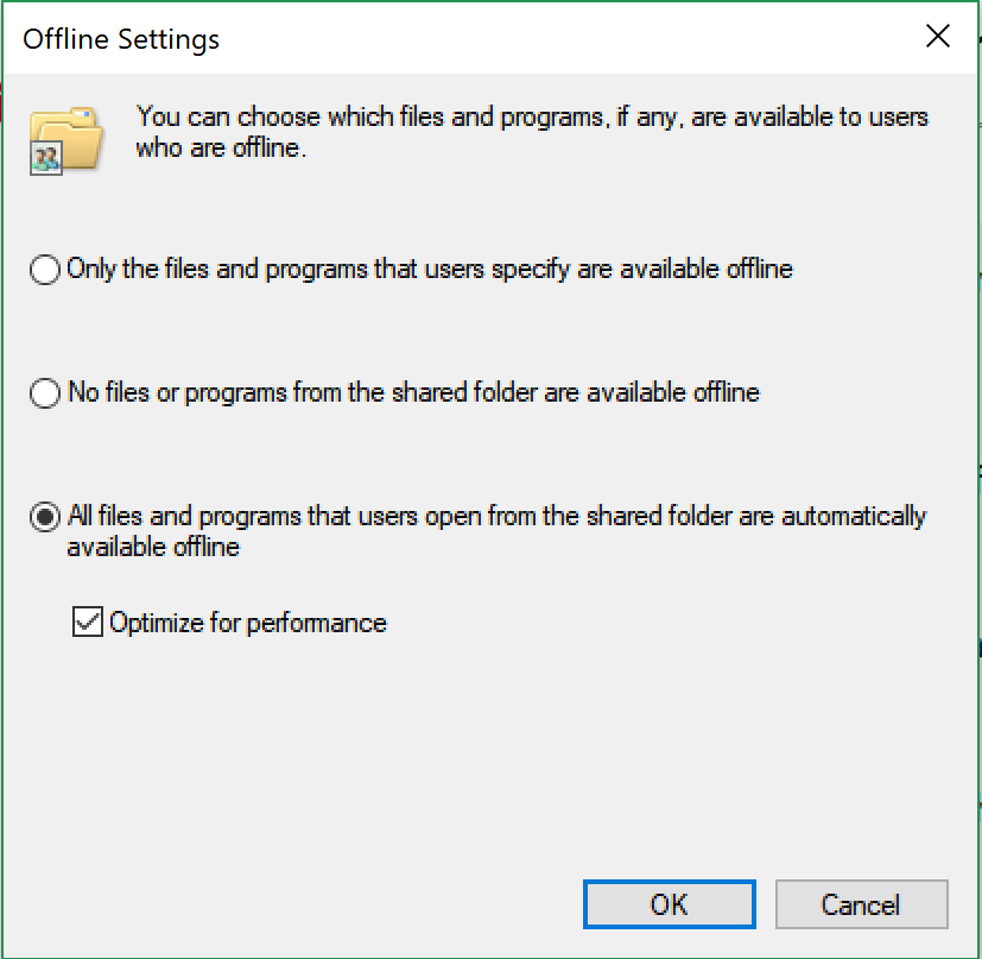 Offline Settings
You can choose which files and programs, if any, are available to users
who are offline.
Only the files and programs that users specify are available offline
No files or programs from the shared folder are available offline
All files and programs that users open from the shared folder are automatically
available offline
Optimize for performance
OK
Cancel